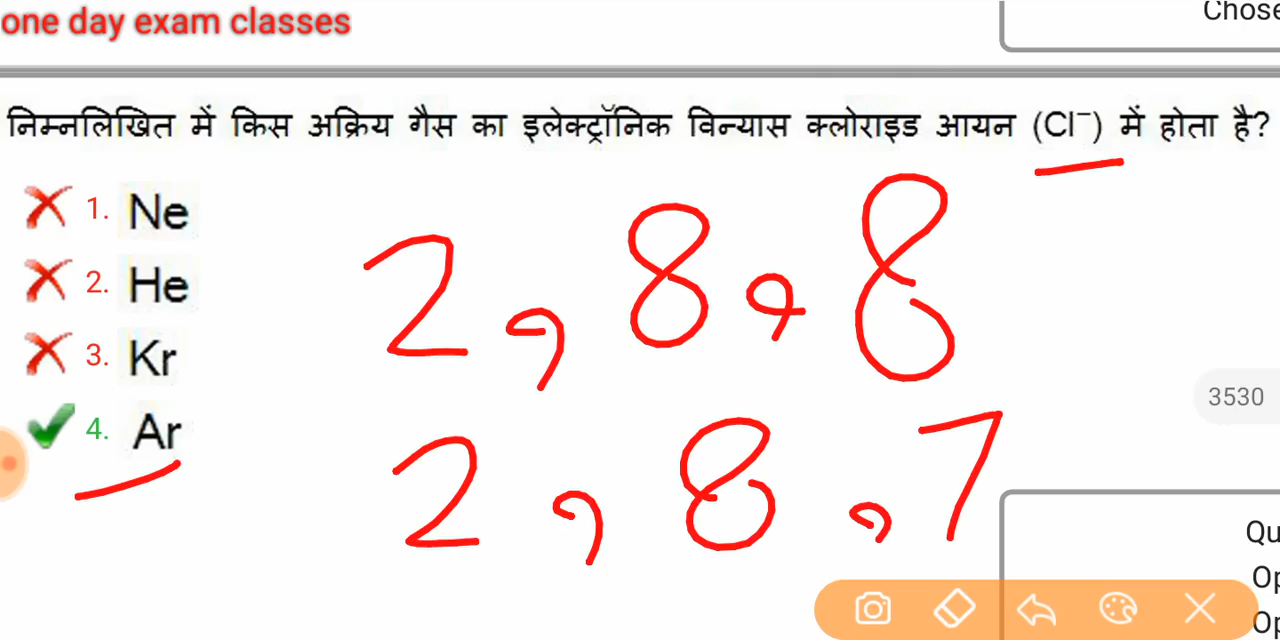 one day exam classes
Chose
निम्नलिखित में किस अक्रिय गैस का इलेक्ट्रॉनिक विन्यास क्लोराइड आयन (Cl⁻) में होता है?
1. Ne
2. He
3. Kr
4. Ar
2, 8, 8
2, 8, 7
3530
Qu
Op
Op